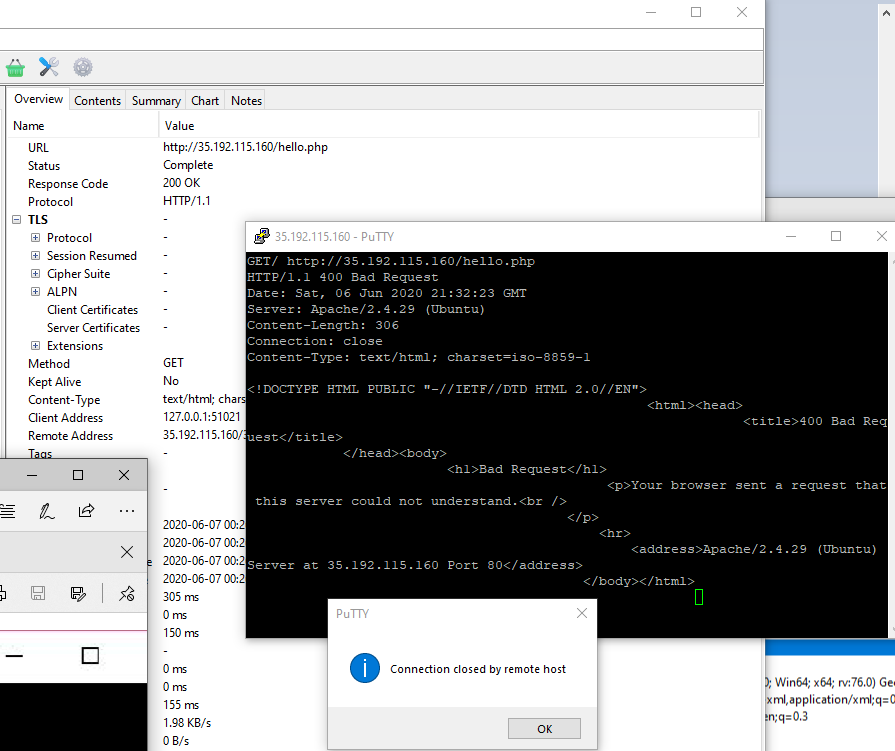 Overview Contents Summary Chart Notes
Name Value
URL http://35.192.115.160/hello.php
Status Complete
Response Code 200 OK
Protocol HTTP/1.1
TLS -
Protocol -
Session Resumed -
Cipher Suite -
ALPN -
Client Certificates -
Server Certificates -
Extensions
Method GET
Kept Alive No
Content-Type text/html; chars
Client Address 127.0.0.1:51021
Remote Address 35.192.115.160/
Tags -
-
2020-06-07 00:2
2020-06-07 00:2
2020-06-07 00:2
2020-06-07 00:2
305 ms
0 ms
150 ms
-
0 ms
0 ms
155 ms
1.98 KB/s
0 B/s
35.192.115.160 - PuTTY
GET/ http://35.192.115.160/hello.php
HTTP/1.1 400 Bad Request
Date: Sat, 06 Jun 2020 21:32:23 GMT
Server: Apache/2.4.29 (Ubuntu)
Content-Length: 306
Connection: close
Content-Type: text/html; charset=iso-8859-1
<!DOCTYPE HTML PUBLIC "-//IETF//DTD HTML 2.0//EN">
<html><head>
<title>400 Bad Req
uest</title>
</head><body>
<h1>Bad Request</h1>
<p>Your browser sent a request that
this server could not understand.<br />
</p>
<hr>
<address>Apache/2.4.29 (Ubuntu)
Server at 35.192.115.160 Port 80</address>
</body></html>
PuTTY
Connection closed by remote host
OK
0; Win64; x64; rv:76.0) Gec
xml,application/xml;q=0
en;q=0.3